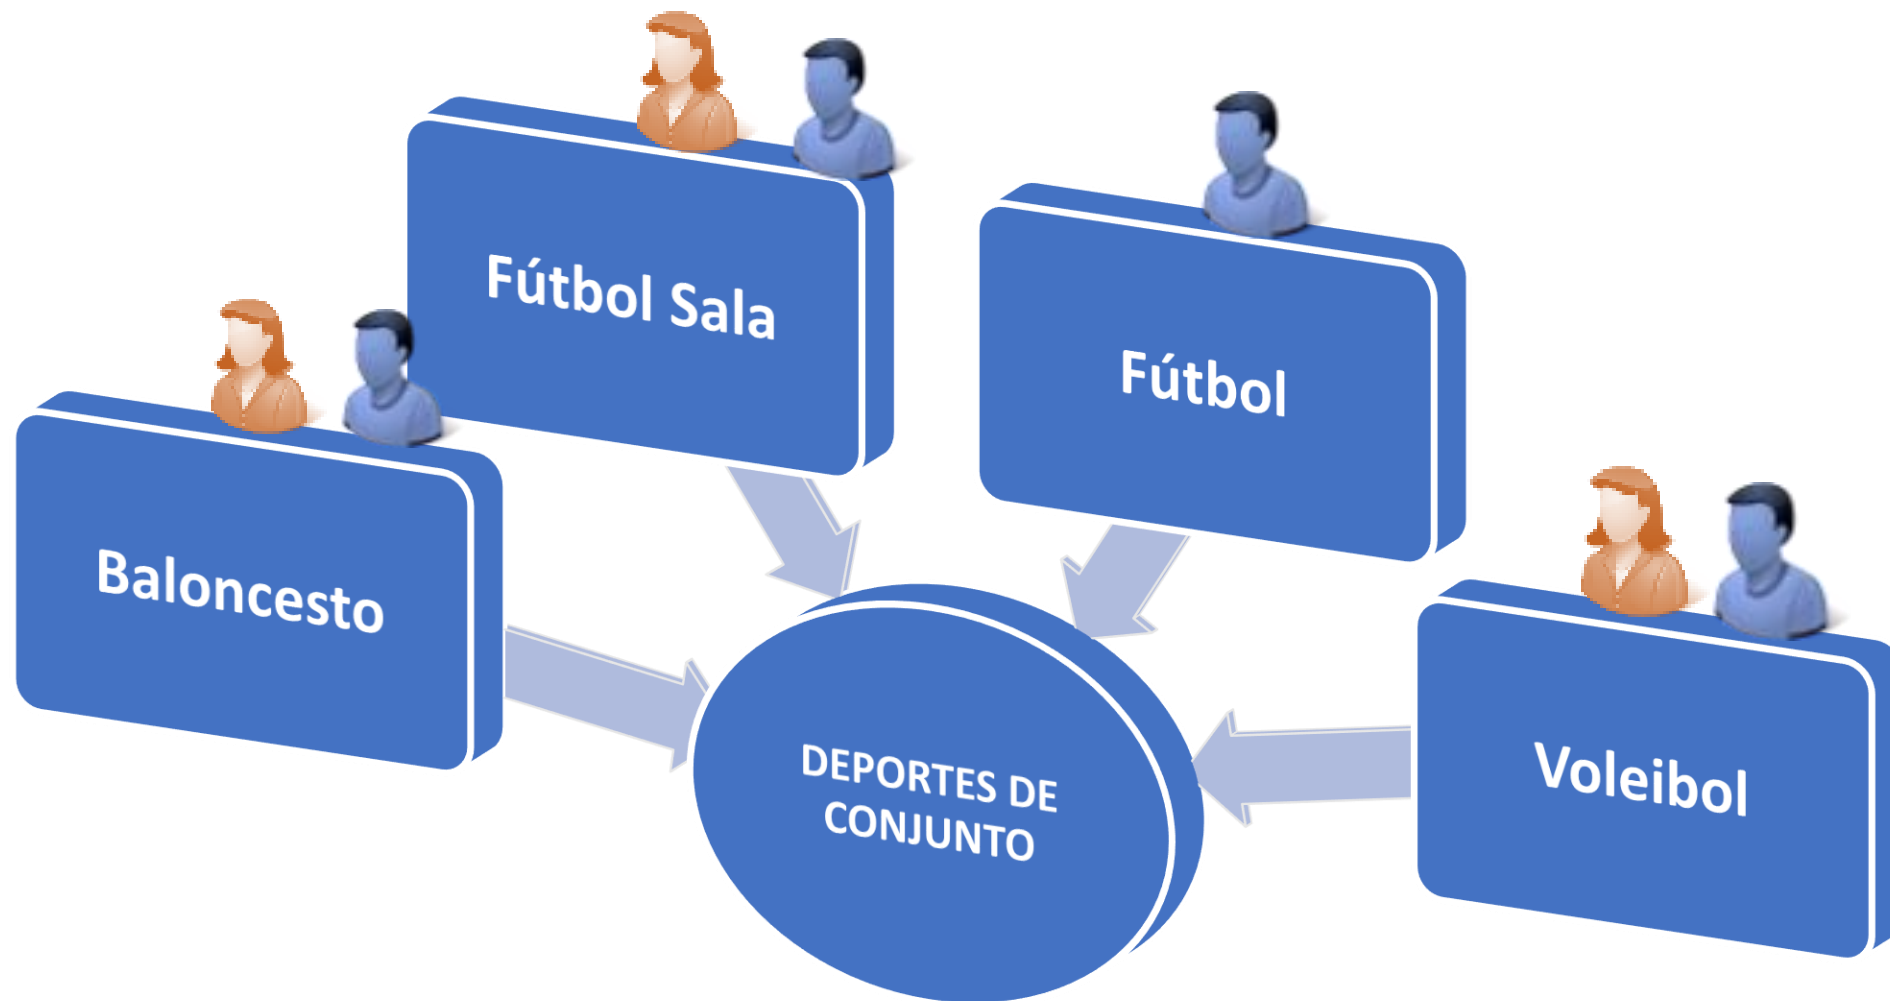 Fútbol Sala
Fútbol
Baloncesto
Voleibol
DEPORTES DE
CONJUNTO